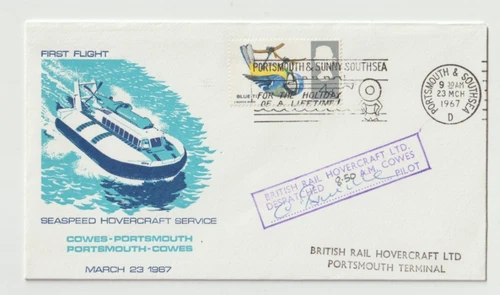 FIRST FLIGHT
SEASPEED HOVERCRAFT SERVICE
COWES-PORTSMOUTH
PORTSMOUTH-COWES
MARCH 23 1967
PORTSMOUTH & SUNNY SOUTHSEA
FOR THE HOLIDAY
OF A LIFETIME!
BLUE
PORTSMOUTH & SOUTHSEA
23 MCH
1967
D
BRITISH RAIL HOVERCRAFT LTD.
DESPATCHED 8.50 A.M. COWES
PILOT
BRITISH RAIL HOVERCRAFT LTD
PORTSMOUTH TERMINAL